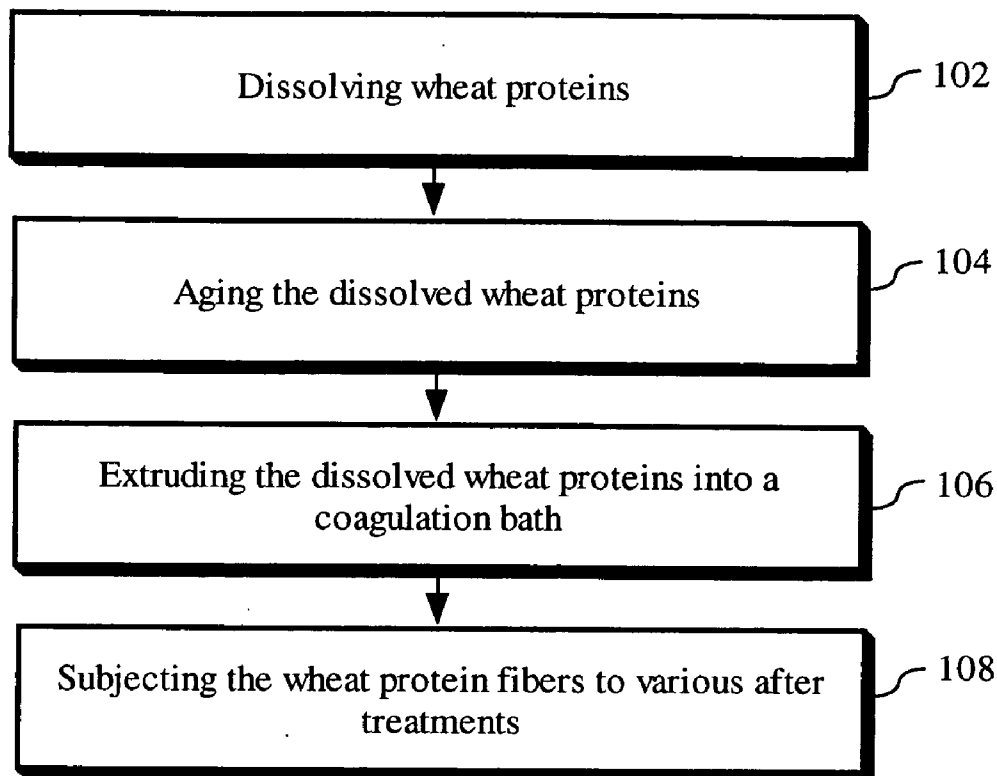 Dissolving wheat proteins
102
Aging the dissolved wheat proteins
104
Extruding the dissolved wheat proteins into a
coagulation bath
106
Subjecting the wheat protein fibers to various after
treatments
108